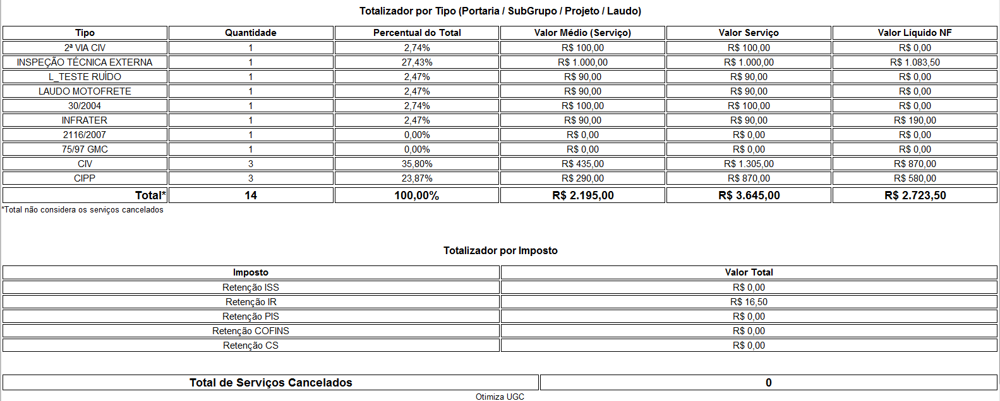 Totalizador por Tipo (Portaria / SubGrupo / Projeto / Laudo)
Tipo Quantidade Percentual do Total Valor Médio (Serviço) Valor Serviço Valor Líquido NF
2ª VIA CIV 1 2,74% R$ 100,00 R$ 100,00 R$ 0,00
INSPEÇÃO TÉCNICA EXTERNA 1 27,43% R$ 1.000,00 R$ 1.000,00 R$ 1.083,50
L_TESTE RUÍDO 1 2,47% R$ 90,00 R$ 90,00 R$ 0,00
LAUDO MOTOFRETE 1 2,47% R$ 90,00 R$ 90,00 R$ 0,00
30/2004 1 2,74% R$ 100,00 R$ 100,00 R$ 0,00
INFRATER 1 2,47% R$ 90,00 R$ 90,00 R$ 190,00
2116/2007 1 0,00% R$ 0,00 R$ 0,00 R$ 0,00
75/97 GMC 1 0,00% R$ 0,00 R$ 0,00 R$ 0,00
CIV 3 35,80% R$ 435,00 R$ 1.305,00 R$ 870,00
CIPP 3 23,87% R$ 290,00 R$ 870,00 R$ 580,00
Total* 14 100,00% R$ 2.195,00 R$ 3.645,00 R$ 2.723,50
*Total não considera os serviços cancelados
Totalizador por Imposto
Imposto Valor Total
Retenção ISS R$ 0,00
Retenção IR R$ 16,50
Retenção PIS R$ 0,00
Retenção COFINS R$ 0,00
Retenção CS R$ 0,00
Total de Serviços Cancelados 0
Otimiza UGC